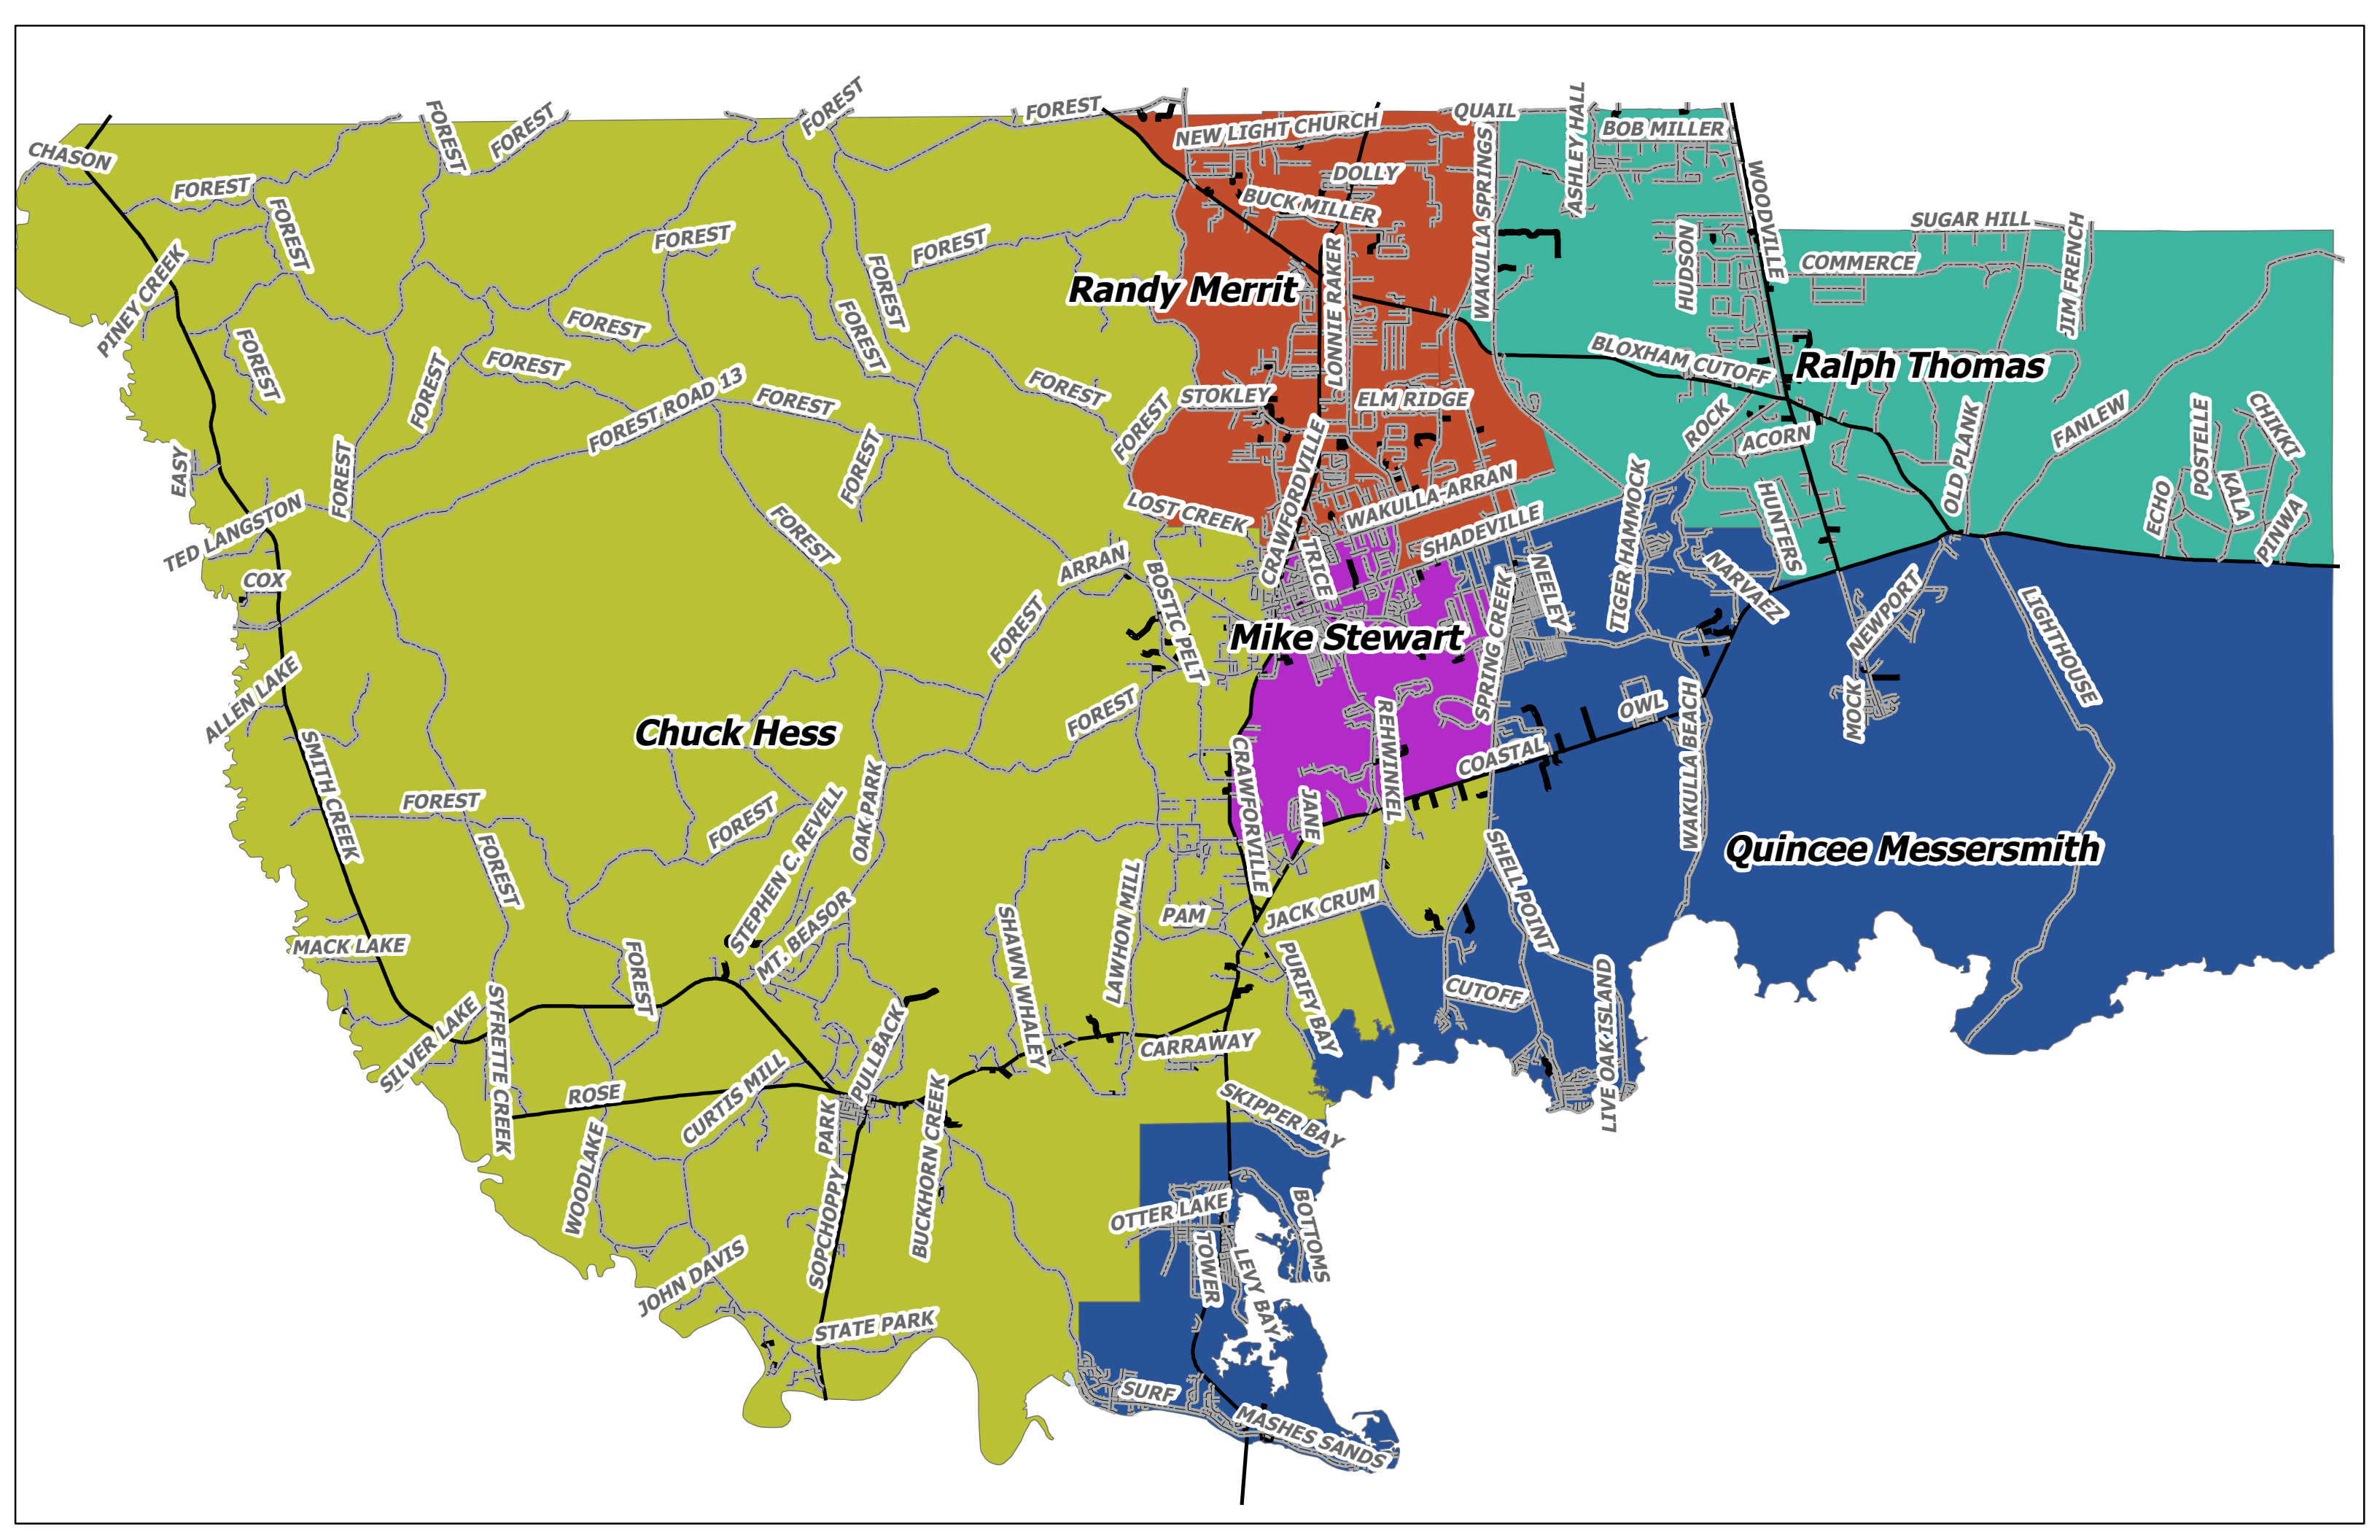 FOREST
FOREST
FOREST
FOREST
ASHLEY HALL
QUAIL
NEW LIGHT CHURCH
BOB MILLER
CHASON
FOREST
FOREST
DOLLY
BUCK MILLER
WAKULLA SPRINGS
WOODVILLE
SUGAR HILL
JIM FRENCH
FOREST
FOREST
FOREST
HUDSON
COMMERCE
PINEY CREEK
Randy Merrit
LONNIE RAKER
FOREST
FOREST
FOREST
FOREST
FOREST
BLOXHAM CUTOFF
Ralph Thomas
FOREST
FOREST
FOREST
STOKLEY
ELM RIDGE
FOREST ROAD 13
FOREST
ROCK
ACORN
OLD PLANK
FANLEW
POSTELLE
CHIKKI
EASY
FOREST
FOREST
CRAWFORDVILLE
WAKULLA-ARRAN
LOST CREEK
TIGER HAMMOCK
HUNTERS
ECHO
KALA
PINWA
TED LANGSTON
FOREST
SHADEVILLE
TRICE
ARRAN
COX
BOSTIC PELT
NEELEY
NARVAEZ
NEWPORT
LIGHTHOUSE
FOREST
Mike Stewart
SPRING CREEK
ALLEN LAKE
FOREST
OWL
MOCK
Chuck Hess
REHWINKEL
COASTAL
WAKULLA BEACH
SMITH CREEK
FOREST
FOREST
STEPHEN C. REVELL
OAK PARK
CRAWFORVILLE
JANE
Quincee Messersmith
FOREST
SHELL POINT
LAWHON MILL
PAM
JACK CRUM
MT. BEASOR
SHAWN WHALEY
MACK LAKE
FOREST
PURIFY BAY
CUTOFF
LIVE OAK ISLAND
SILVER LAKE
SYFRETTE CREEK
PULLBACK
CARRAWAY
ROSE
CURTIS MILL
PARK
BUCKHORN CREEK
SKIPPER BAY
WOODLAKE
SOPCHOPPY
OTTER LAKE
BOTTOMS
TOWER
LEVY BAY
JOHN DAVIS
STATE PARK
SURF
MASHES SANDS